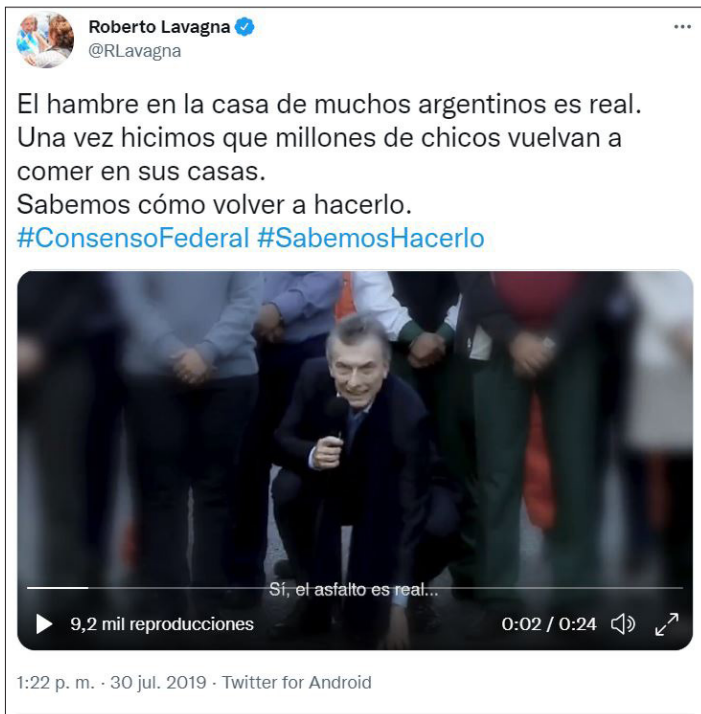 Roberto Lavagna
@RLavagna
El hambre en la casa de muchos argentinos es real.
Una vez hicimos que millones de chicos vuelvan a
comer en sus casas.
Sabemos cómo volver a hacerlo.
#ConsensoFederal #SabemosHacerlo
Sí, el asfalto es real...
9,2 mil reproducciones
0:02 / 0:24
1:22 p. m. · 30 jul. 2019 · Twitter for Android